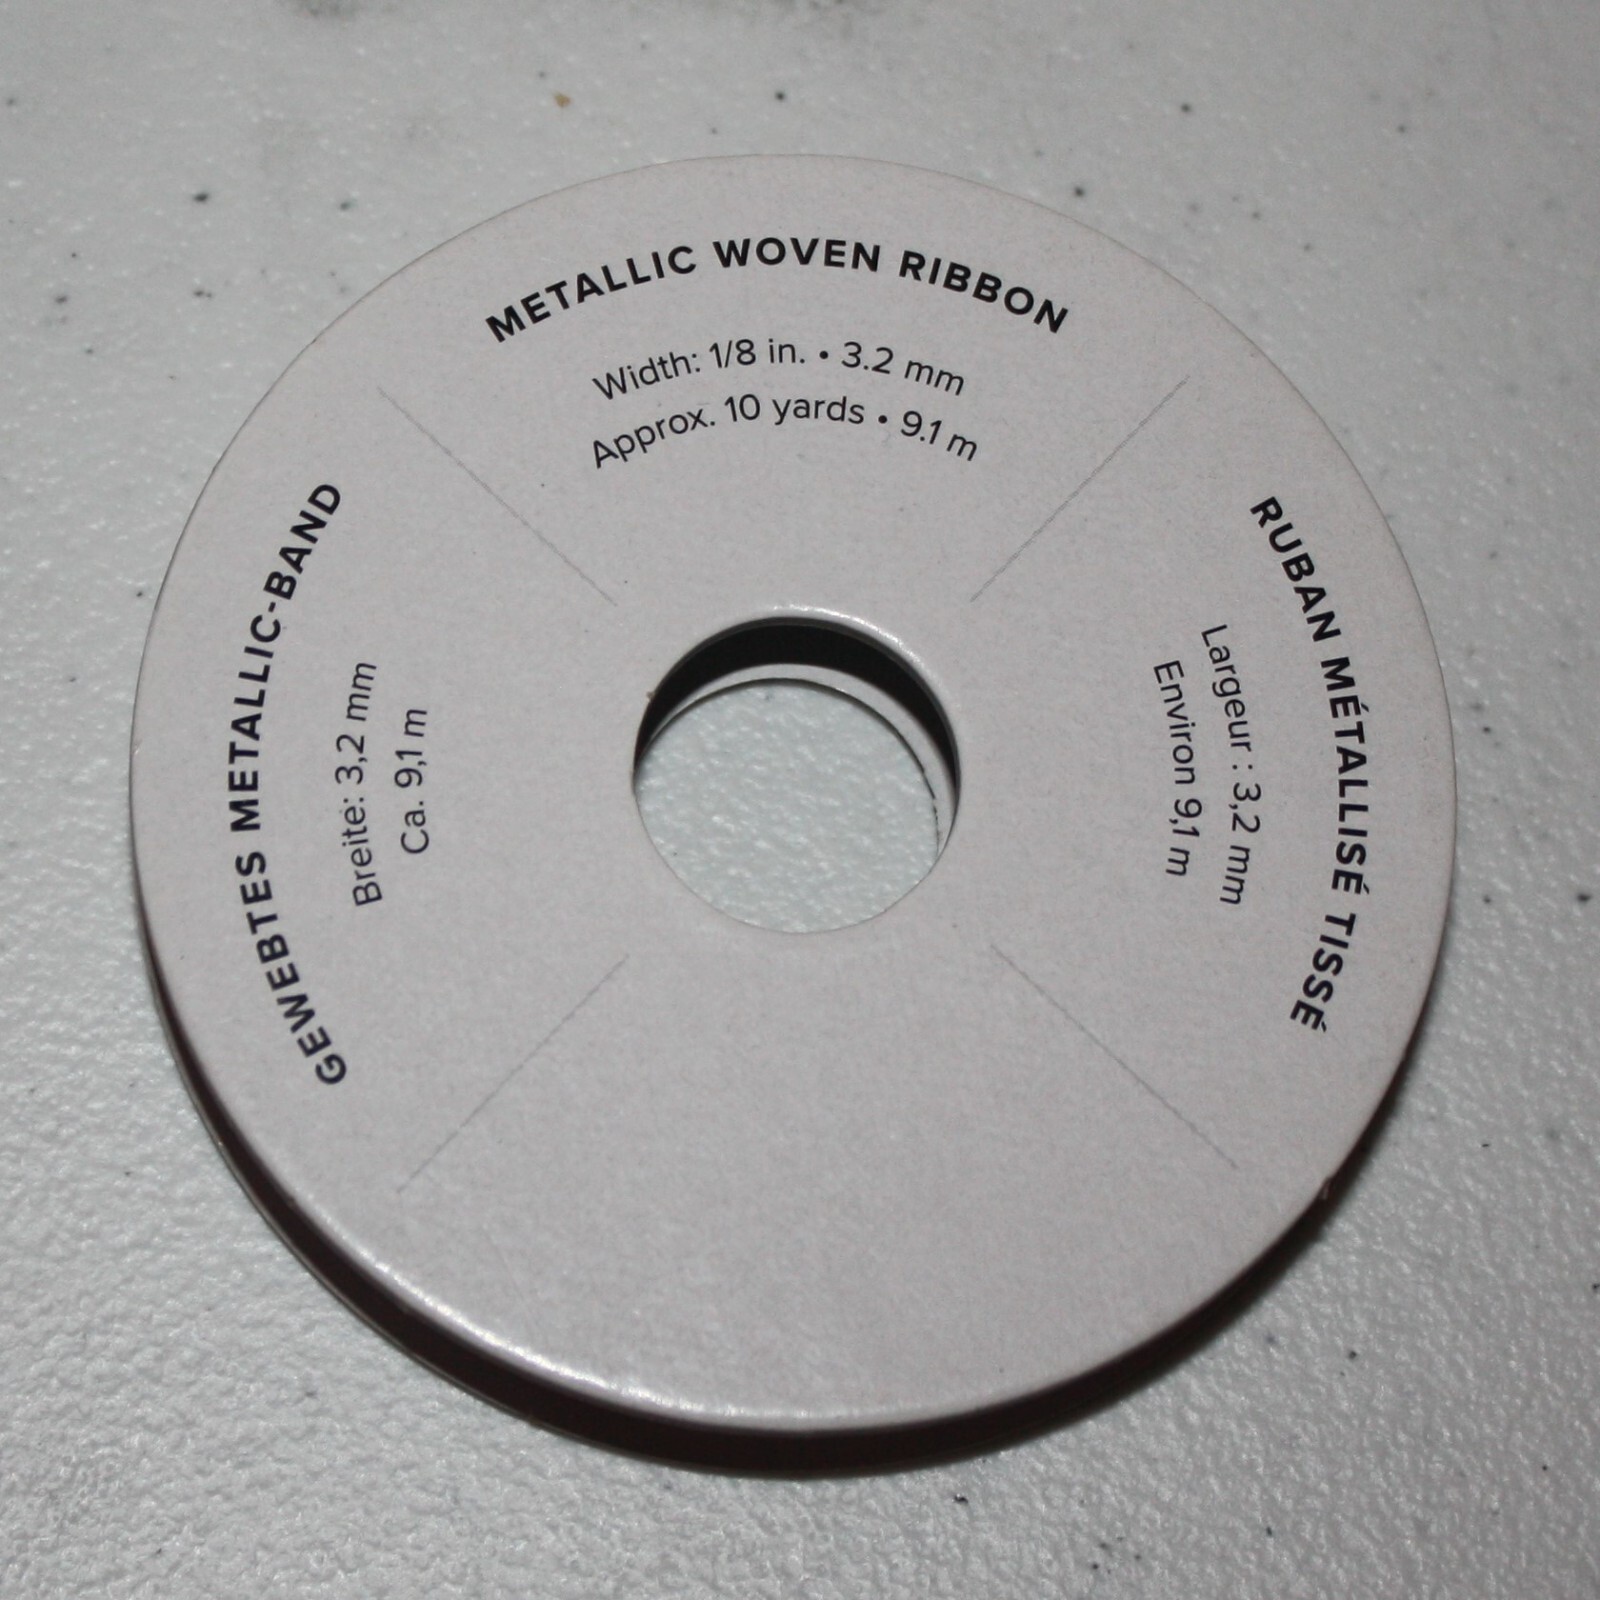 METALLIC WOVEN RIBBON
Width: 1/8 in. • 3.2 mm
Approx. 10 yards • 9.1 m
RUBAN MÉTALLISÉ TISSÉ
Largeur : 3,2 mm
Environ 9,1 m
GEWEBTES METALLIC-BAND
Breite: 3,2 mm
Ca. 9,1 m